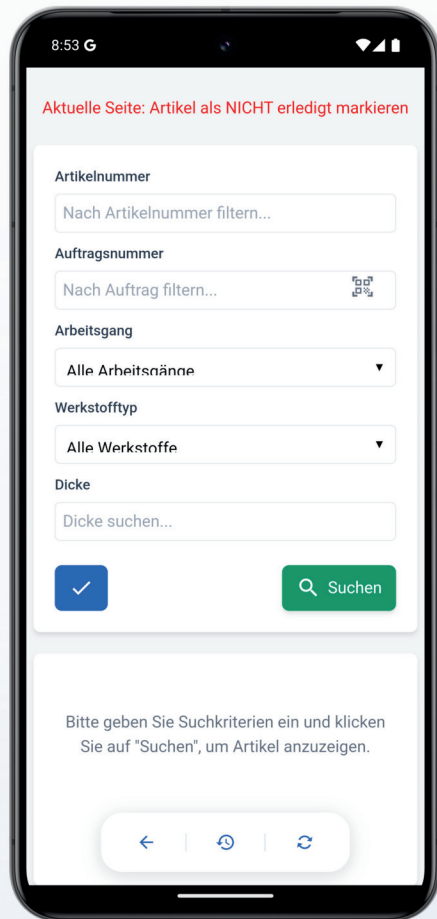 8:53 G
Aktuelle Seite: Artikel als NICHT erledigt markieren
Artikelnummer
Nach Artikelnummer filtern...
Auftragsnummer
Nach Auftrag filtern...
Arbeitsgang
Alle Arbeitsgänge
Werkstofftyp
Alle Werkstoffe
Dicke
Dicke suchen...
Suchen
Bitte geben Sie Suchkriterien ein und klicken
Sie auf "Suchen", um Artikel anzuzeigen.